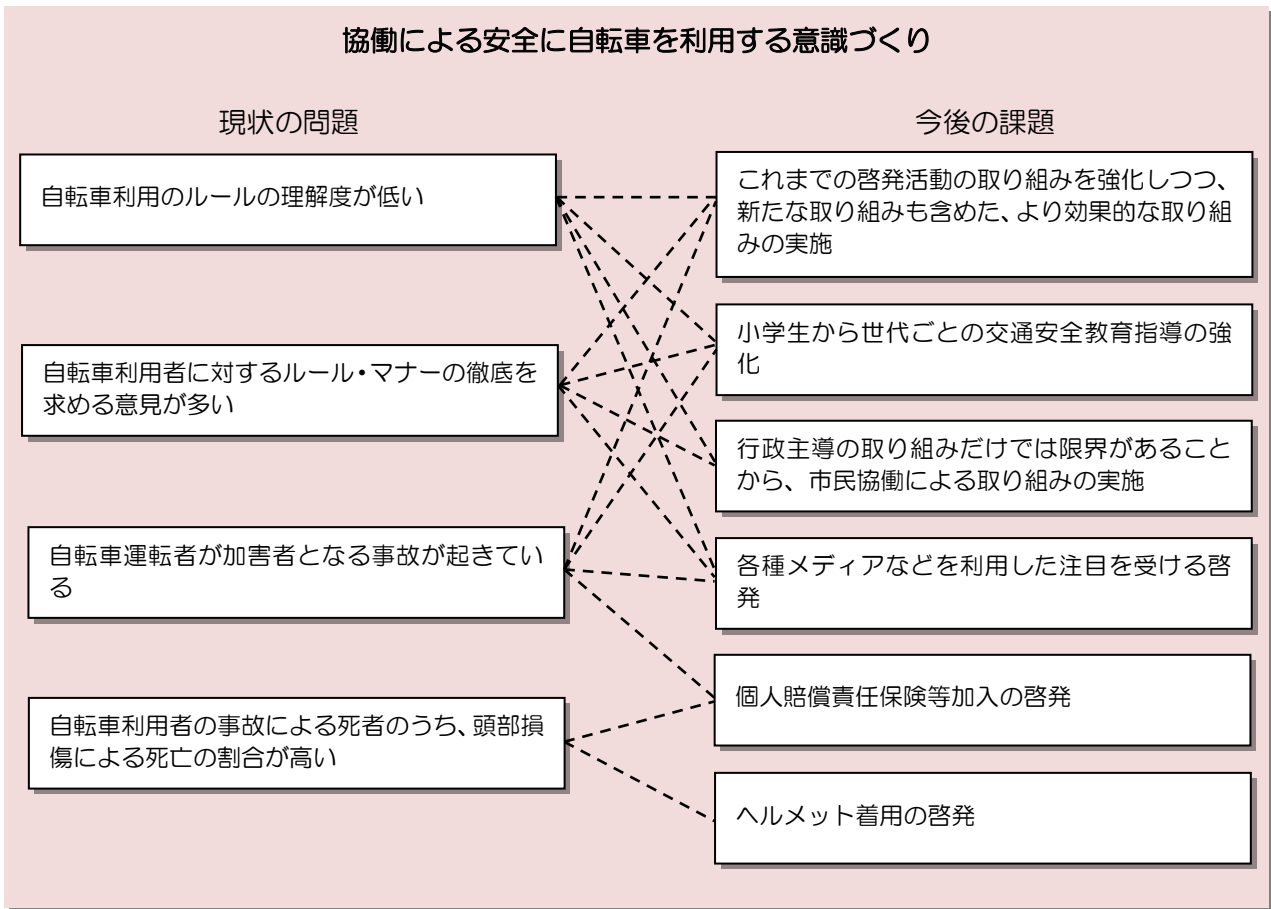 協働による安全に自転車を利用する意識づくり
現状の問題
今後の課題
自転車利用のルールの理解度が低い
自転車利用者に対するルール・マナーの徹底を
求める意見が多い
自転車運転者が加害者となる事故が起きてい
る
自転車利用者の事故による死者のうち、頭部損
傷による死亡の割合が高い
これまでの啓発活動の取り組みを強化しつつ、
新たな取り組みも含めた、より効果的な取り組
みの実施
小学生から世代ごとの交通安全教育指導の強
化
行政主導の取り組みだけでは限界があること
から、市民協働による取り組みの実施
各種メディアなどを利用した注目を受ける啓
発
個人賠償責任保険等加入の啓発
ヘルメット着用の啓発